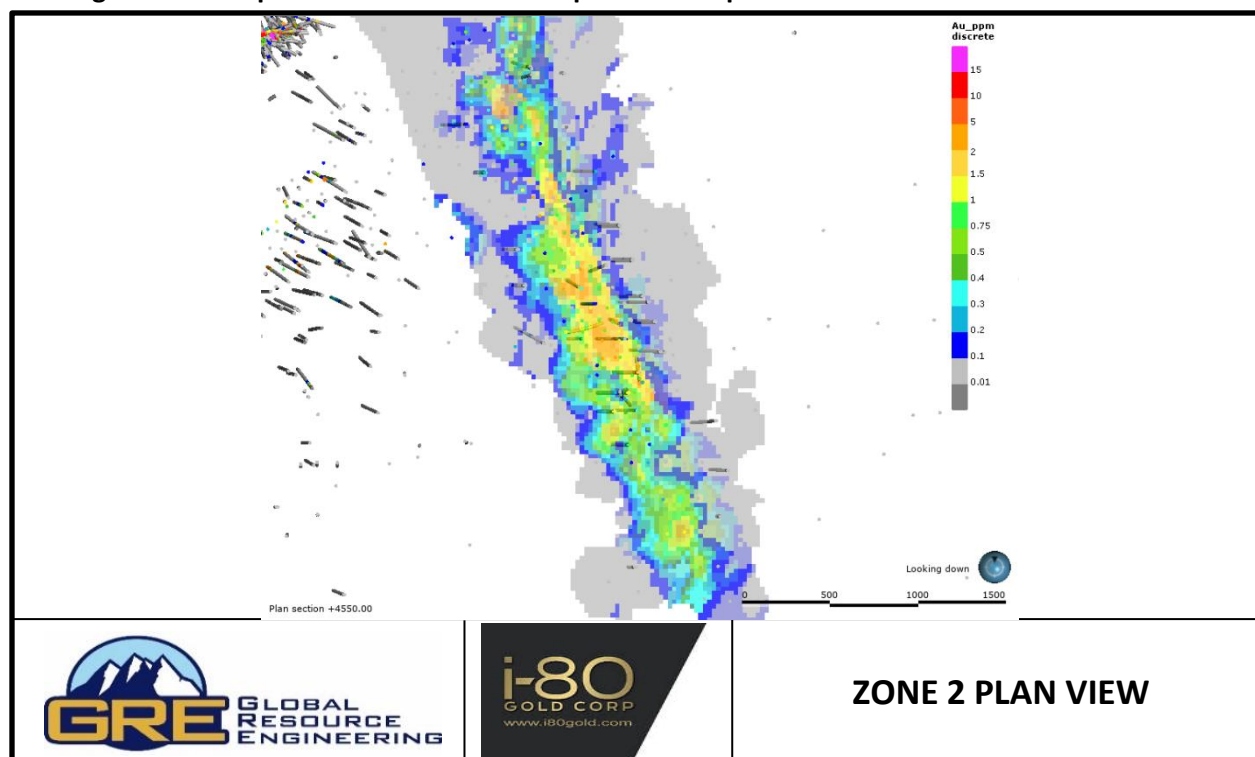 Au_ppm
discrete
15
10
5
2
1.5
1
0.75
0.5
0.4
0.3
0.2
0.1
0.01
Looking down
Plan section +4550.00
0 500 1000 1500
GRE GLOBAL
RESOURCE
ENGINEERING
i-80
GOLD CORP
www.i80gold.com
ZONE 2 PLAN VIEW